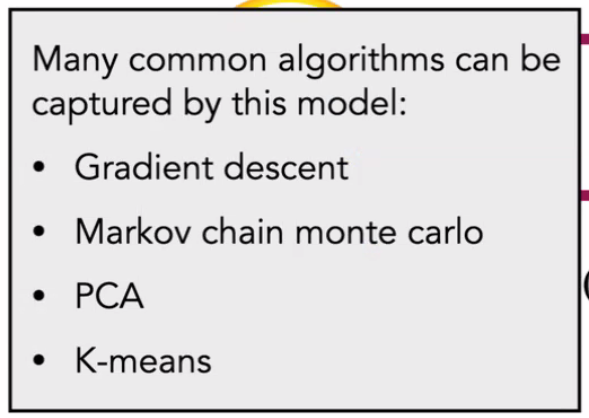 Many common algorithms can be
captured by this model:
• Gradient descent
• Markov chain monte carlo
• PCA
• K-means
(